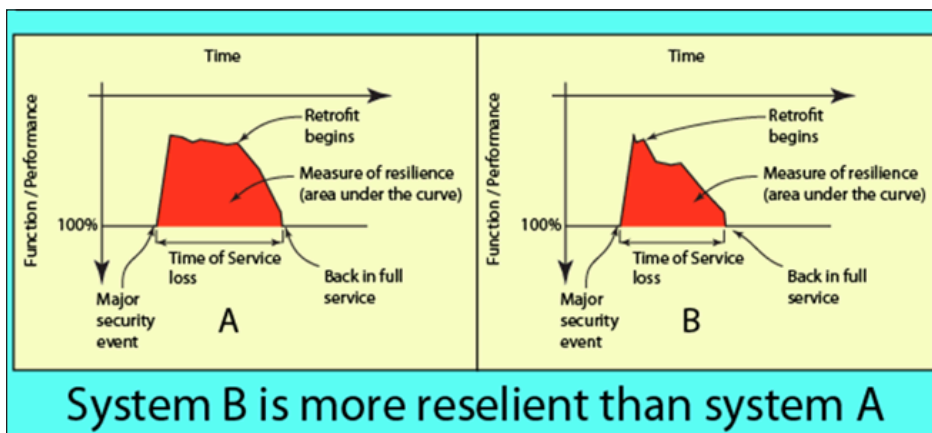 Time
Function / Performance
Retrofit
begins
Measure of resilience
(area under the curve)
100%
Time of Service
loss
Back in full
service
Major
security
event
A
Time
Function / Performance
Retrofit
begins
Measure of resilience
(area under the curve)
100%
Time of Service
loss
Back in full
service
Major
security
event
B
System B is more reselient than system A